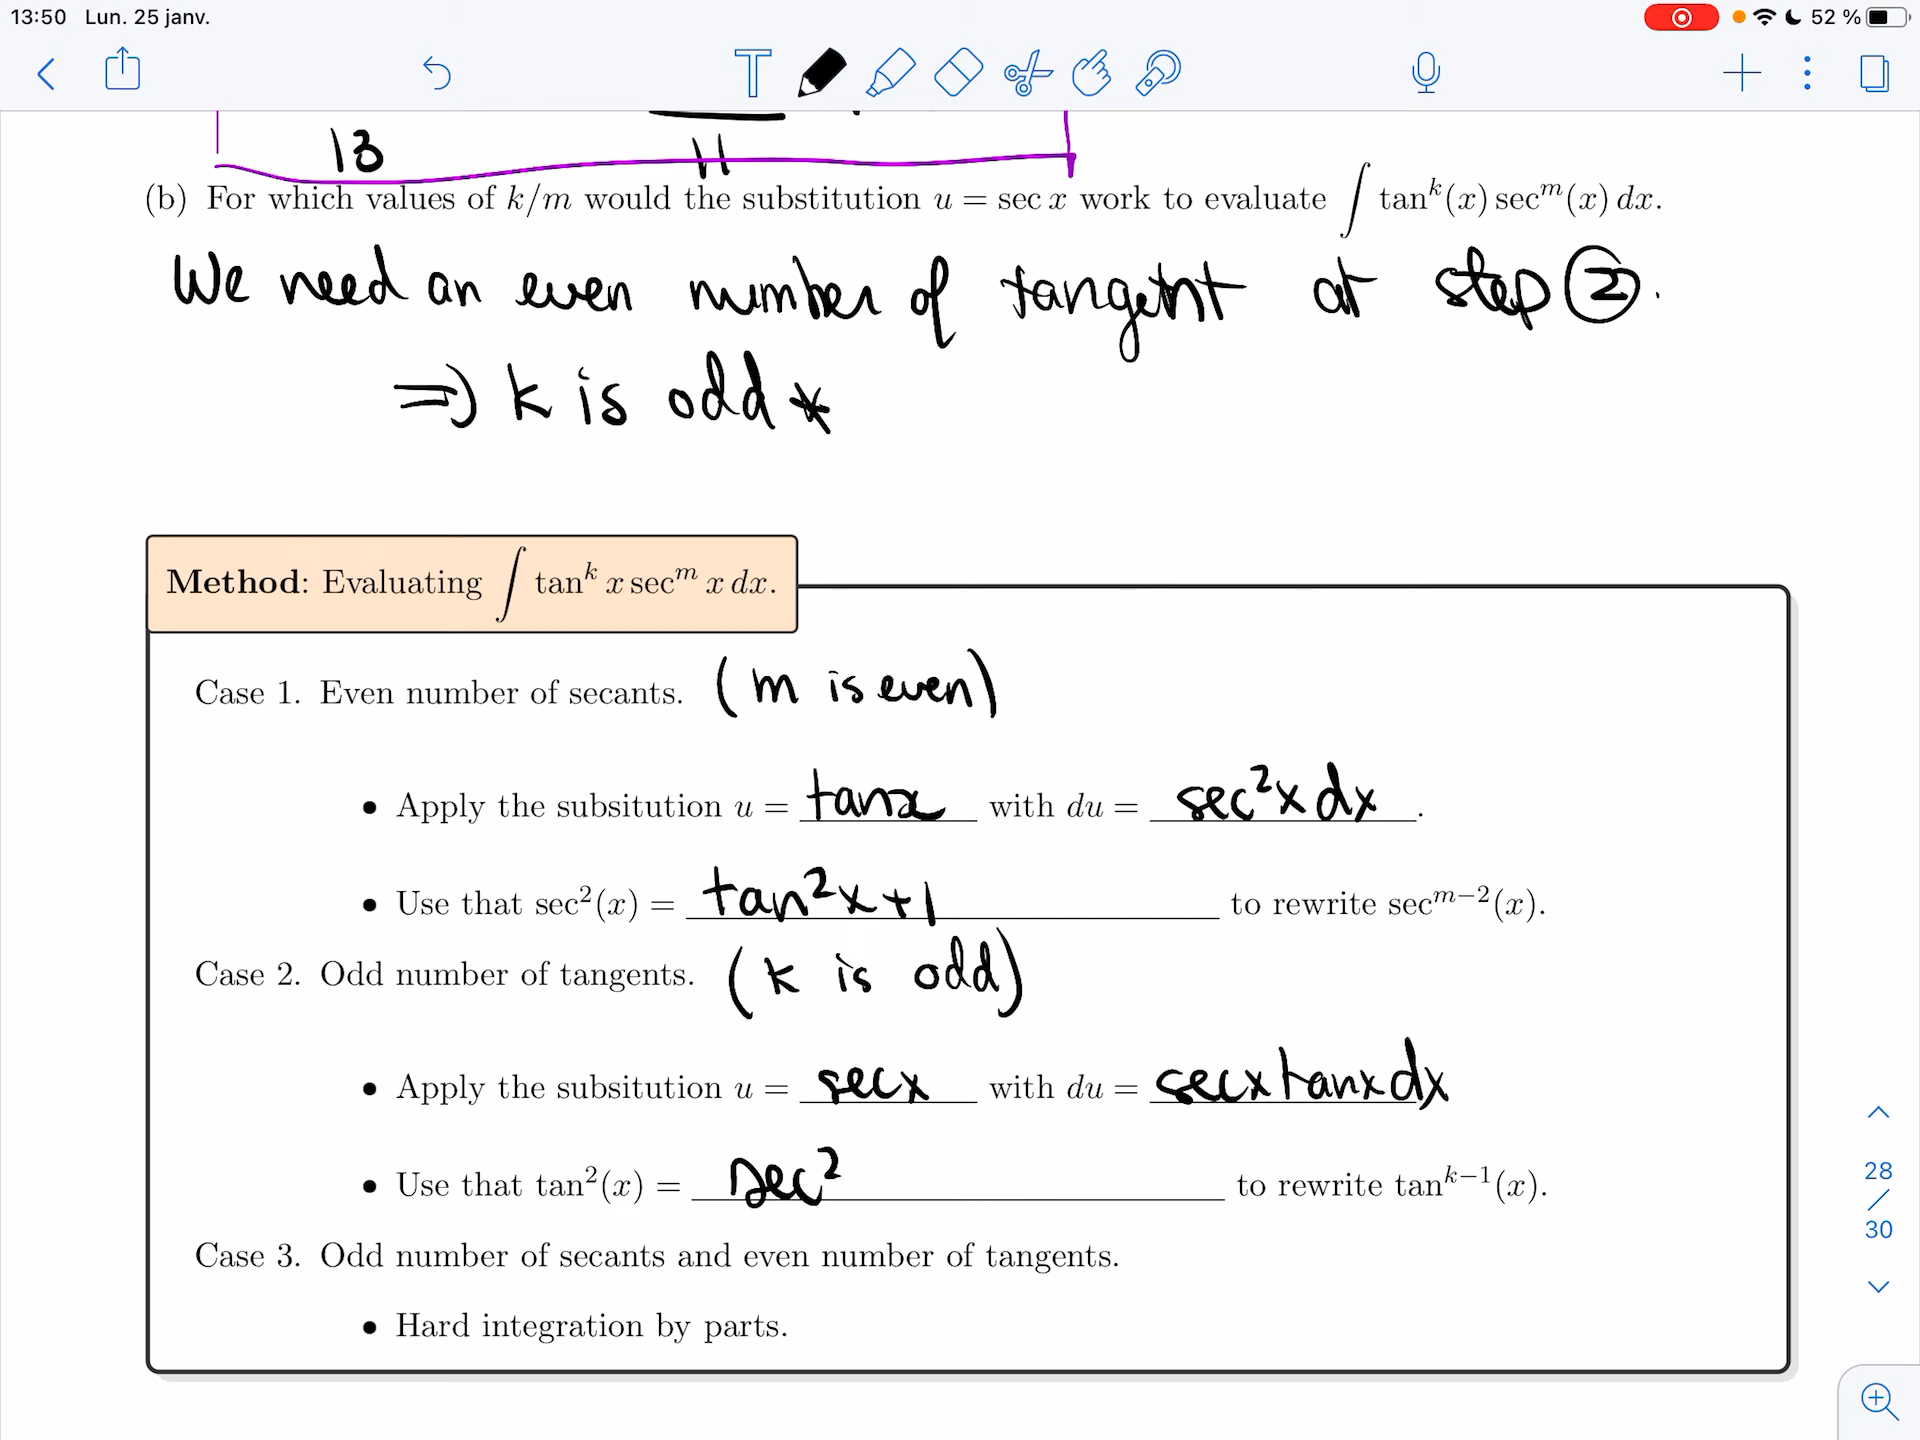 13:50 Lun. 25 janv. 52 %
T
13 11
(b) For which values of k/m would the substitution u = sec x work to evaluate ∫ tan^k(x) sec^m(x) dx.
We need an even number of tangent at step ②.
⇒ k is odd *
Method: Evaluating ∫ tan^k x sec^m x dx.
Case 1. Even number of secants. (m is even)
• Apply the subsitution u = tanx with du = sec²x dx.
• Use that sec²(x) = tan²x+1 to rewrite sec^{m−2}(x).
Case 2. Odd number of tangents. (k is odd)
• Apply the subsitution u = secx with du = secxtanxdx
• Use that tan²(x) = sec² to rewrite tan^{k−1}(x).
Case 3. Odd number of secants and even number of tangents.
• Hard integration by parts.
28
/
30